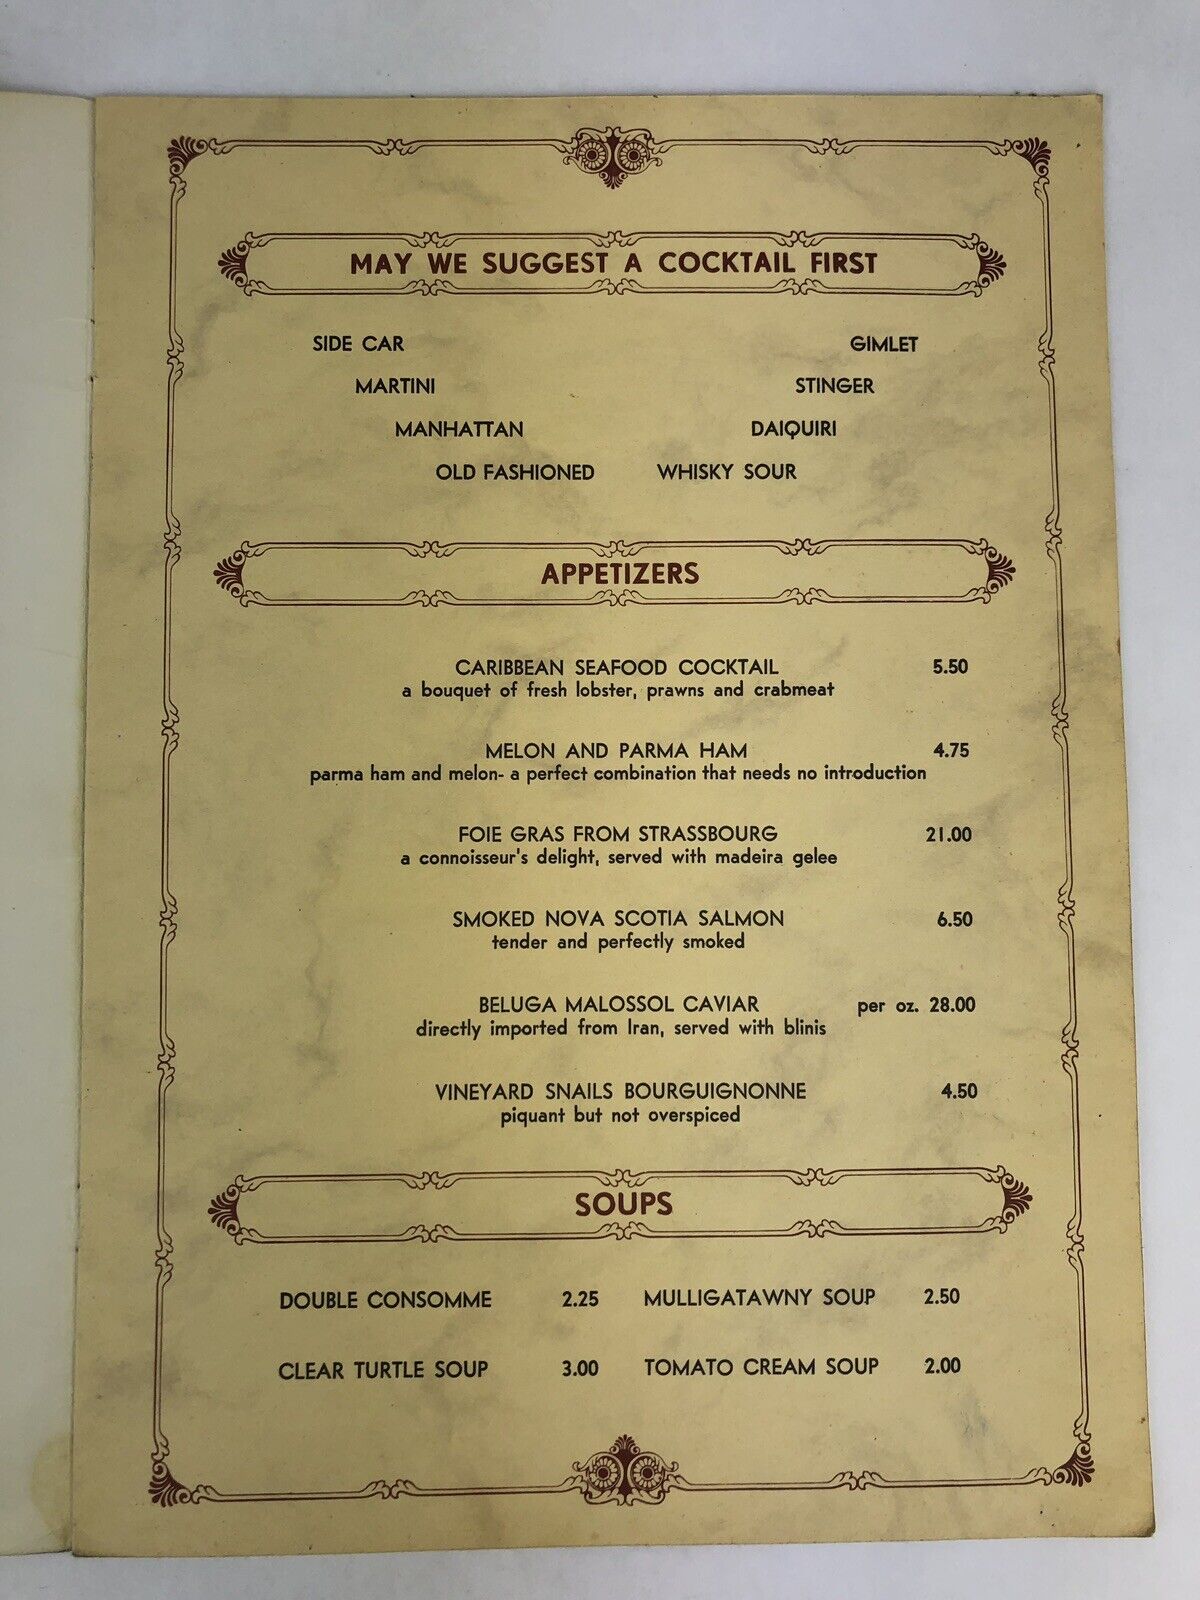 MAY WE SUGGEST A COCKTAIL FIRST
SIDE CAR GIMLET
MARTINI STINGER
MANHATTAN DAIQUIRI
OLD FASHIONED WHISKY SOUR
APPETIZERS
CARIBBEAN SEAFOOD COCKTAIL 5.50
a bouquet of fresh lobster, prawns and crabmeat
MELON AND PARMA HAM 4.75
parma ham and melon- a perfect combination that needs no introduction
FOIE GRAS FROM STRASSBOURG 21.00
a connoisseur's delight, served with madeira gelee
SMOKED NOVA SCOTIA SALMON 6.50
tender and perfectly smoked
BELUGA MALOSSOL CAVIAR per oz. 28.00
directly imported from Iran, served with blinis
VINEYARD SNAILS BOURGUIGNONNE 4.50
piquant but not overspiced
SOUPS
DOUBLE CONSOMME 2.25 MULLIGATAWNY SOUP 2.50
CLEAR TURTLE SOUP 3.00 TOMATO CREAM SOUP 2.00